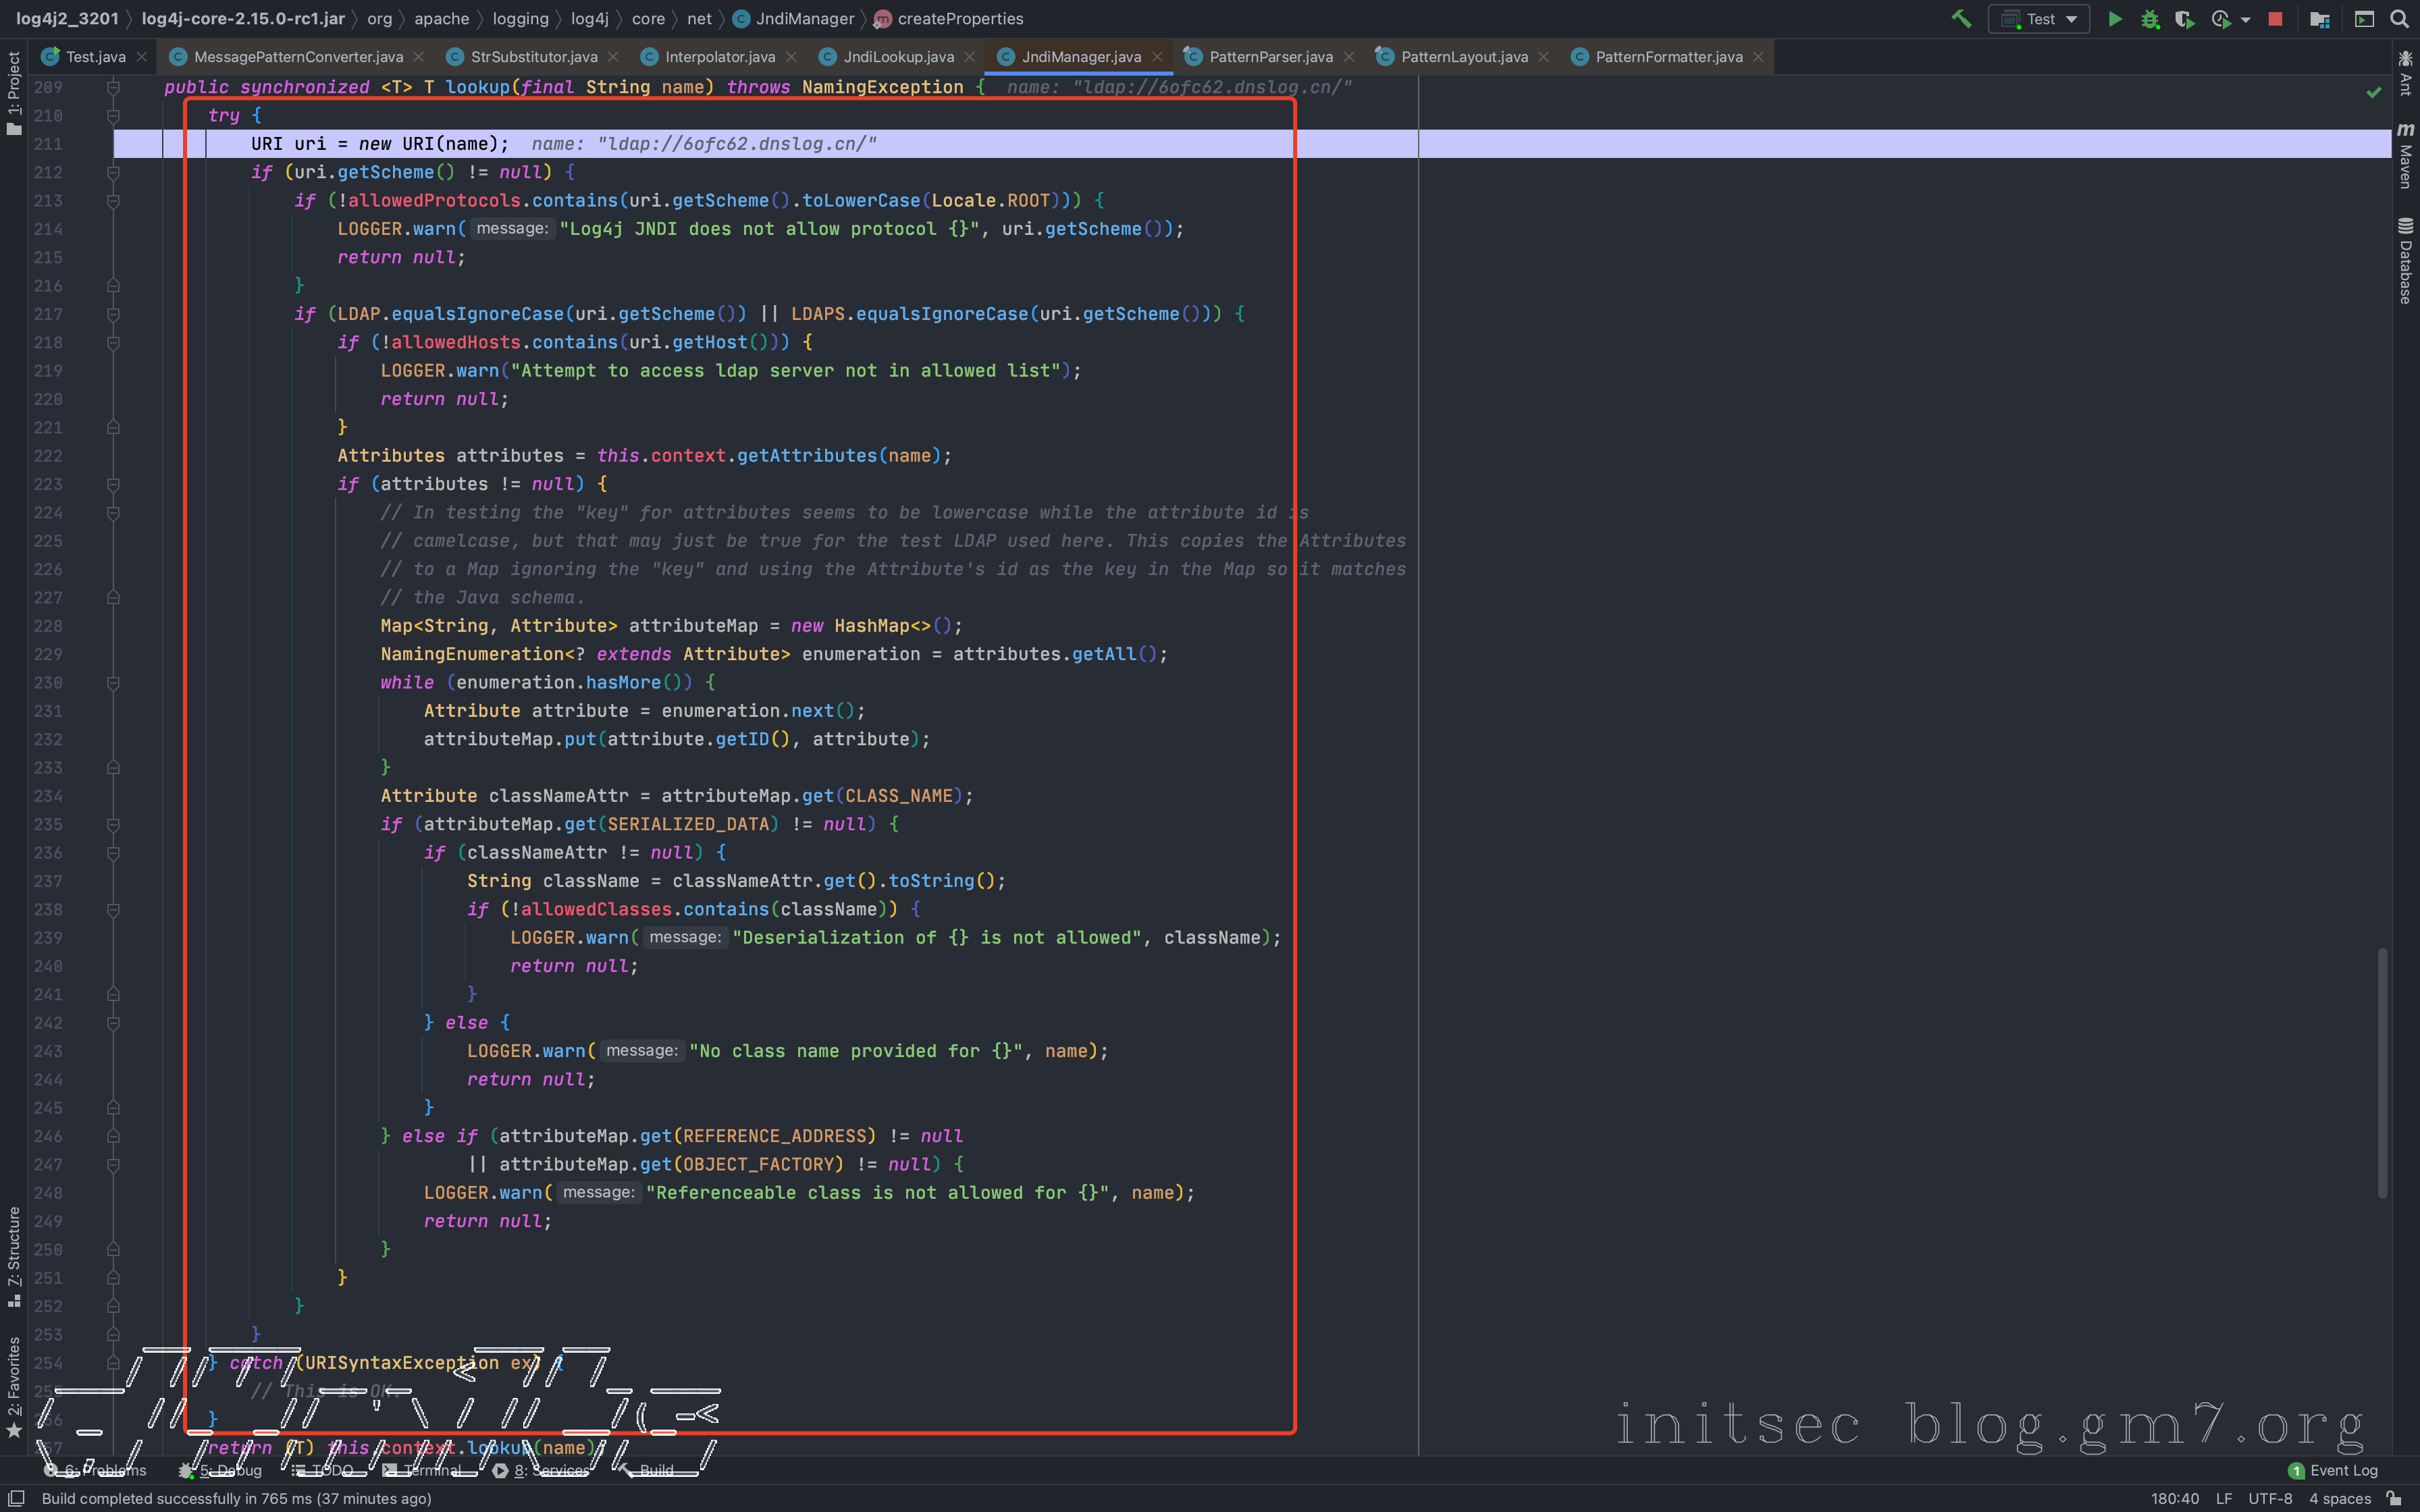 log4j2_3201 log4j-core-2.15.0-rc1.jar org apache logging log4j core net JndiManager createProperties Test
Test.java MessagePatternConverter.java StrSubstitutor.java Interpolator.java JndiLookup.java JndiManager.java PatternParser.java PatternLayout.java PatternFormatter.java
1: Project
7: Structure
2: Favorites
Ant
Maven
Database
209 public synchronized <T> T lookup(final String name) throws NamingException { name: "ldap://6ofc62.dnslog.cn/"
210 try {
211 URI uri = new URI(name); name: "ldap://6ofc62.dnslog.cn/"
212 if (uri.getScheme() != null) {
213 if (!allowedProtocols.contains(uri.getScheme().toLowerCase(Locale.ROOT))) {
214 LOGGER.warn( message: "Log4j JNDI does not allow protocol {}", uri.getScheme());
215 return null;
216 }
217 if (LDAP.equalsIgnoreCase(uri.getScheme()) || LDAPS.equalsIgnoreCase(uri.getScheme())) {
218 if (!allowedHosts.contains(uri.getHost())) {
219 LOGGER.warn("Attempt to access ldap server not in allowed list");
220 return null;
221 }
222 Attributes attributes = this.context.getAttributes(name);
223 if (attributes != null) {
224 // In testing the "key" for attributes seems to be lowercase while the attribute id is
225 // camelcase, but that may just be true for the test LDAP used here. This copies the Attributes
226 // to a Map ignoring the "key" and using the Attribute's id as the key in the Map so it matches
227 // the Java schema.
228 Map<String, Attribute> attributeMap = new HashMap<>();
229 NamingEnumeration<? extends Attribute> enumeration = attributes.getAll();
230 while (enumeration.hasMore()) {
231 Attribute attribute = enumeration.next();
232 attributeMap.put(attribute.getID(), attribute);
233 }
234 Attribute classNameAttr = attributeMap.get(CLASS_NAME);
235 if (attributeMap.get(SERIALIZED_DATA) != null) {
236 if (classNameAttr != null) {
237 String className = classNameAttr.get().toString();
238 if (!allowedClasses.contains(className)) {
239 LOGGER.warn( message: "Deserialization of {} is not allowed", className);
240 return null;
241 }
242 } else {
243 LOGGER.warn( message: "No class name provided for {}", name);
244 return null;
245 }
246 } else if (attributeMap.get(REFERENCE_ADDRESS) != null
247 || attributeMap.get(OBJECT_FACTORY) != null) {
248 LOGGER.warn( message: "Referenceable class is not allowed for {}", name);
249 return null;
250 }
251 }
252 }
253 }
254 } catch (URISyntaxException ex) {
255 // This is OK.
256 }
257 return (T) this.context.lookup(name)
initsec blog.gm7.org
6: Problems 5: Debug TODO Terminal 8: Services Build 1 Event Log
Build completed successfully in 765 ms (37 minutes ago) 180:40 LF UTF-8 4 spaces